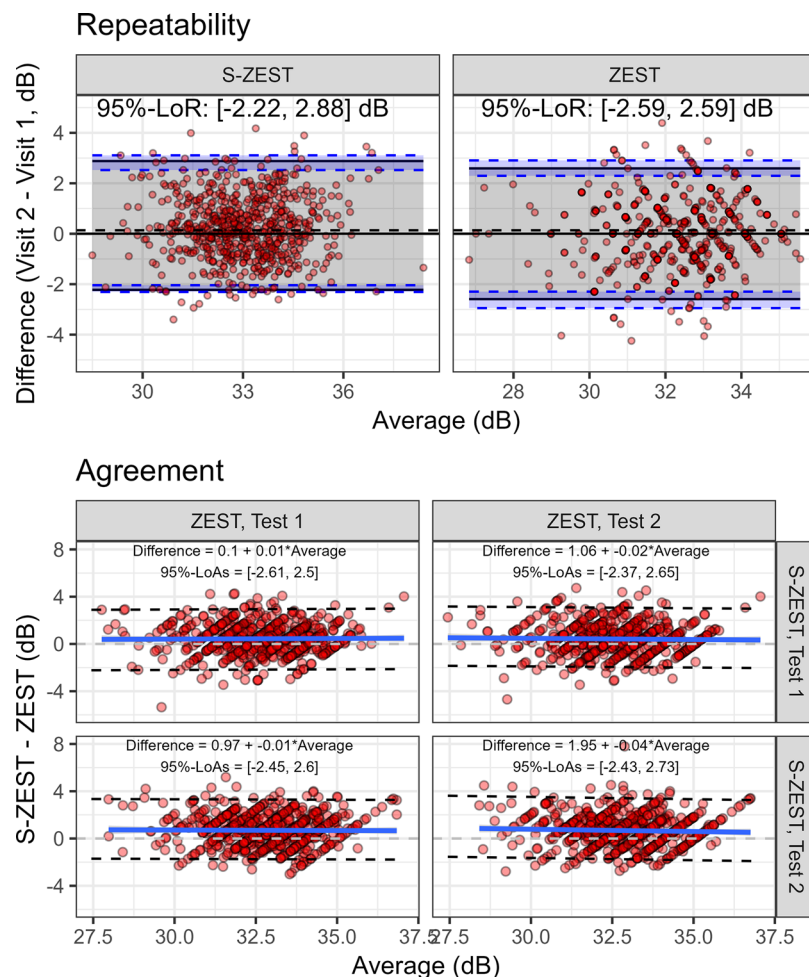 Repeatability
S-ZEST
ZEST
95%-LoR: [-2.22, 2.88] dB
95%-LoR: [-2.59, 2.59] dB
Difference (Visit 2 - Visit 1, dB)
4
2
0
-2
-4
30 33 36
28 30 32 34
Average (dB)
Agreement
ZEST, Test 1
ZEST, Test 2
Difference = 0.1 + 0.01*Average
95%-LoAs = [-2.61, 2.5]
Difference = 1.06 + -0.02*Average
95%-LoAs = [-2.37, 2.65]
S-ZEST, Test 1
S-ZEST - ZEST (dB)
8
4
0
-4
Difference = 0.97 + -0.01*Average
95%-LoAs = [-2.45, 2.6]
Difference = 1.95 + -0.04*Average
95%-LoAs = [-2.43, 2.73]
S-ZEST, Test 2
8
4
0
-4
27.5 30.0 32.5 35.0 37.5
27.5 30.0 32.5 35.0 37.5
Average (dB)